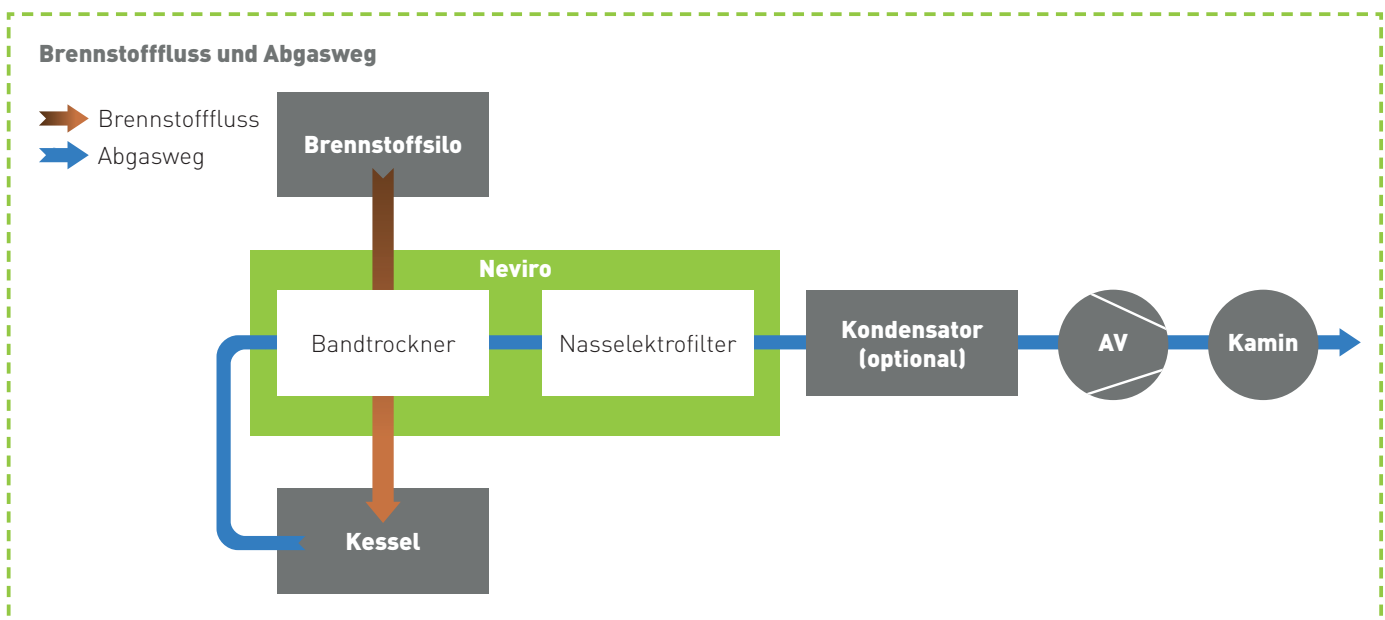 Brennstofffluss und Abgasweg
Brennstofffluss
Abgasweg
Brennstoffsilo
Neviro
Bandtrockner
Nasselektrofilter
Kondensator
(optional)
AV
Kamin
Kessel